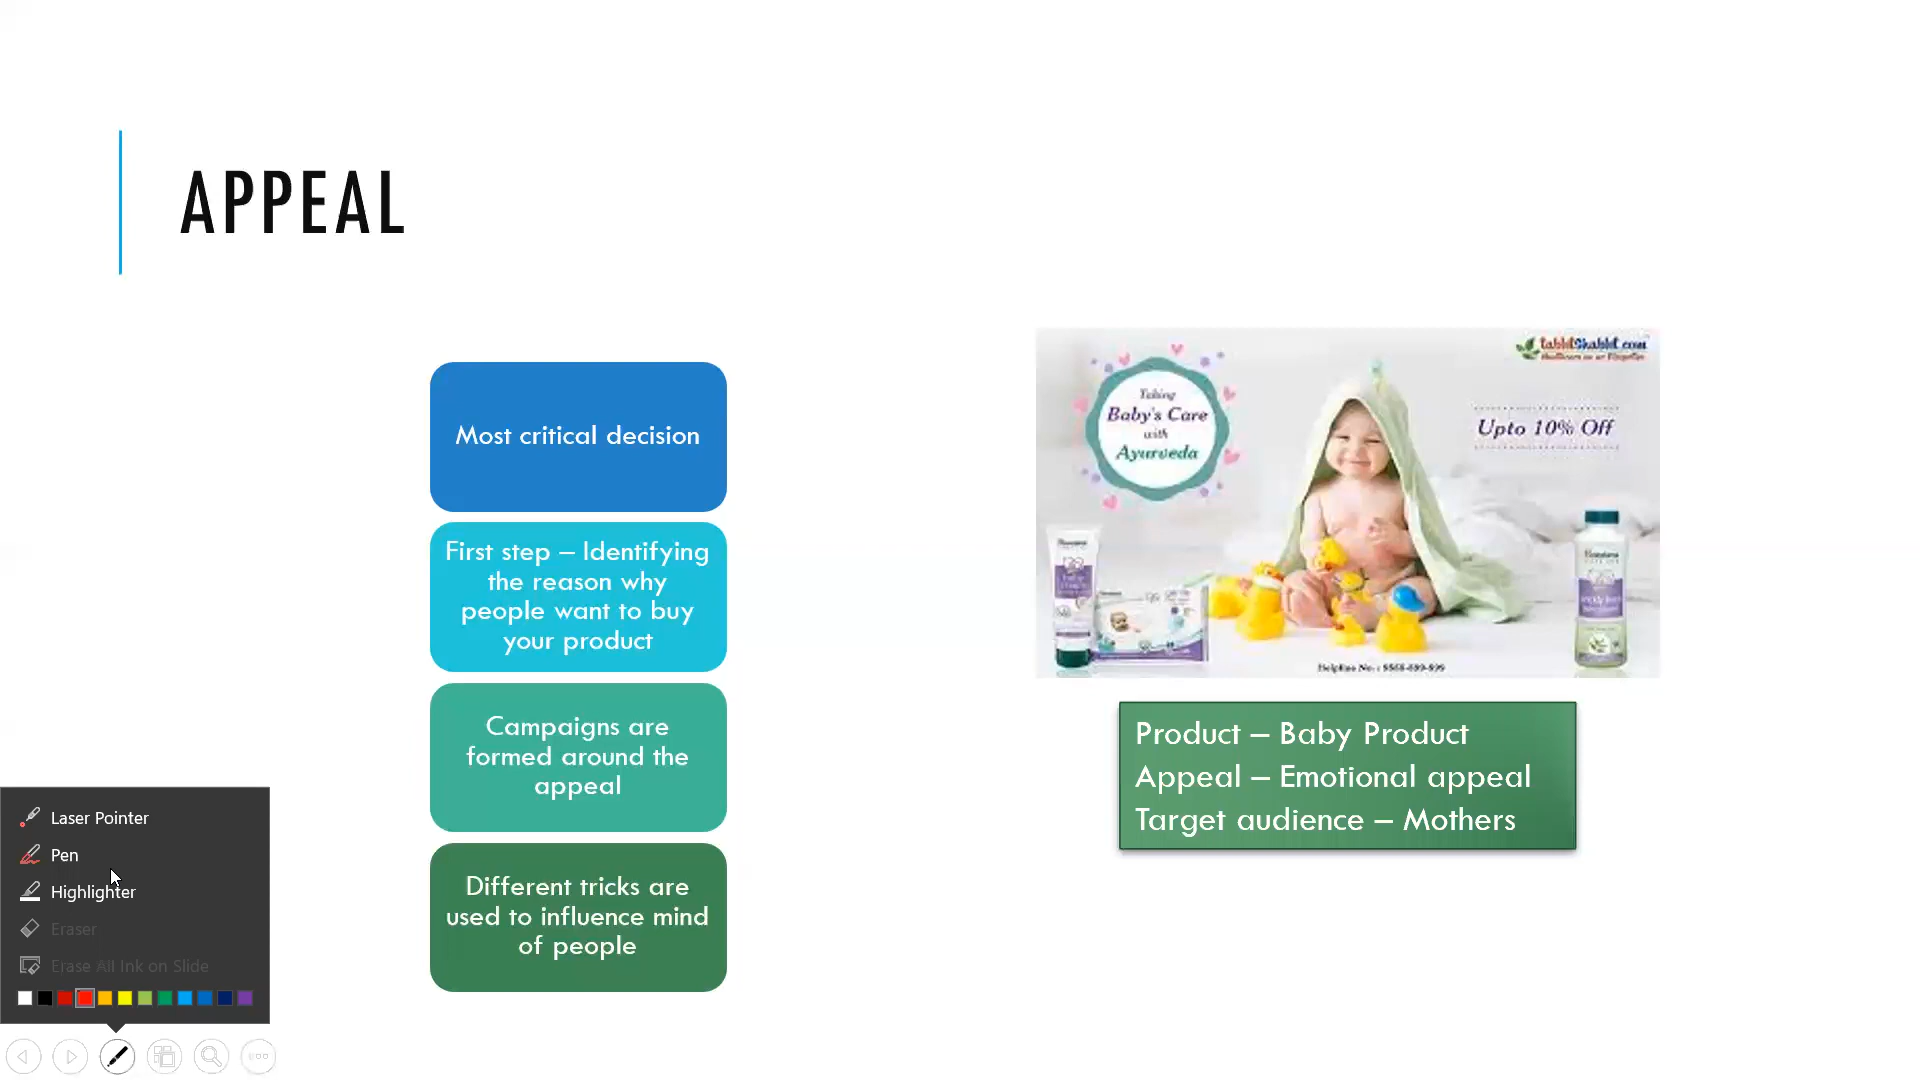 APPEAL
Most critical decision
First step – Identifying
the reason why
people want to buy
your product
Campaigns are
formed around the
appeal
Different tricks are
used to influence mind
of people
Taking
Baby's Care
with
Ayurveda
Upto 10% Off
Product – Baby Product
Appeal – Emotional appeal
Target audience – Mothers
Laser Pointer
Pen
Highlighter
Eraser
Erase All Ink on Slide